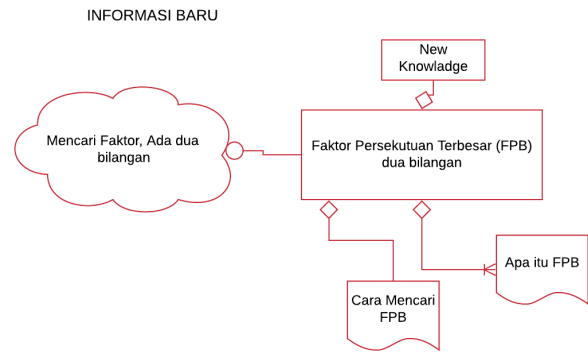 INFORMASI BARU
New
Knowladge
Mencari Faktor, Ada dua
bilangan
Faktor Persekutuan Terbesar (FPB)
dua bilangan
Apa itu FPB
Cara Mencari
FPB